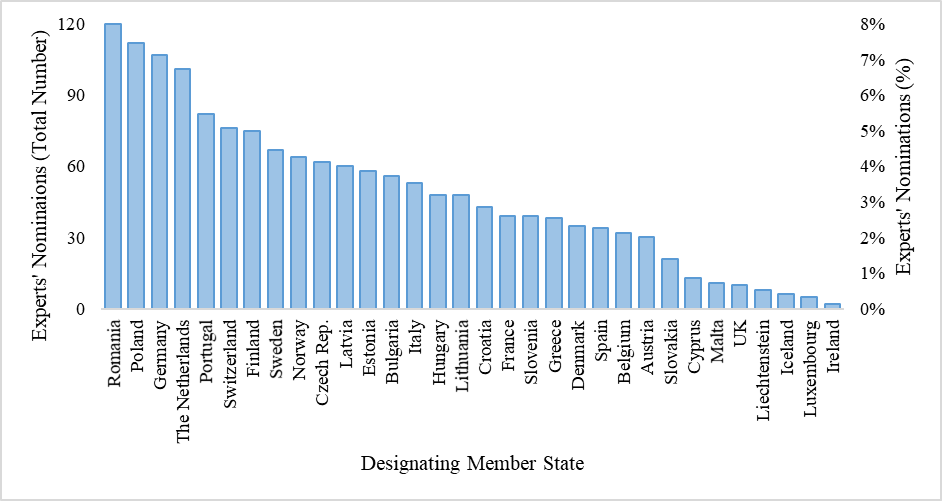 Experts' Nominaions (Total Number)
120
90
60
30
0
8%
7%
6%
5%
4%
3%
2%
1%
0%
Experts' Nominations (%)
Romania
Poland
Germany
The Netherlands
Portugal
Switzerland
Finland
Sweden
Norway
Czech Rep.
Latvia
Estonia
Bulgaria
Italy
Hungary
Lithuania
Croatia
France
Slovenia
Greece
Denmark
Spain
Belgium
Austria
Slovakia
Cyprus
Malta
UK
Liechtenstein
Iceland
Luxembourg
Ireland
Designating Member State